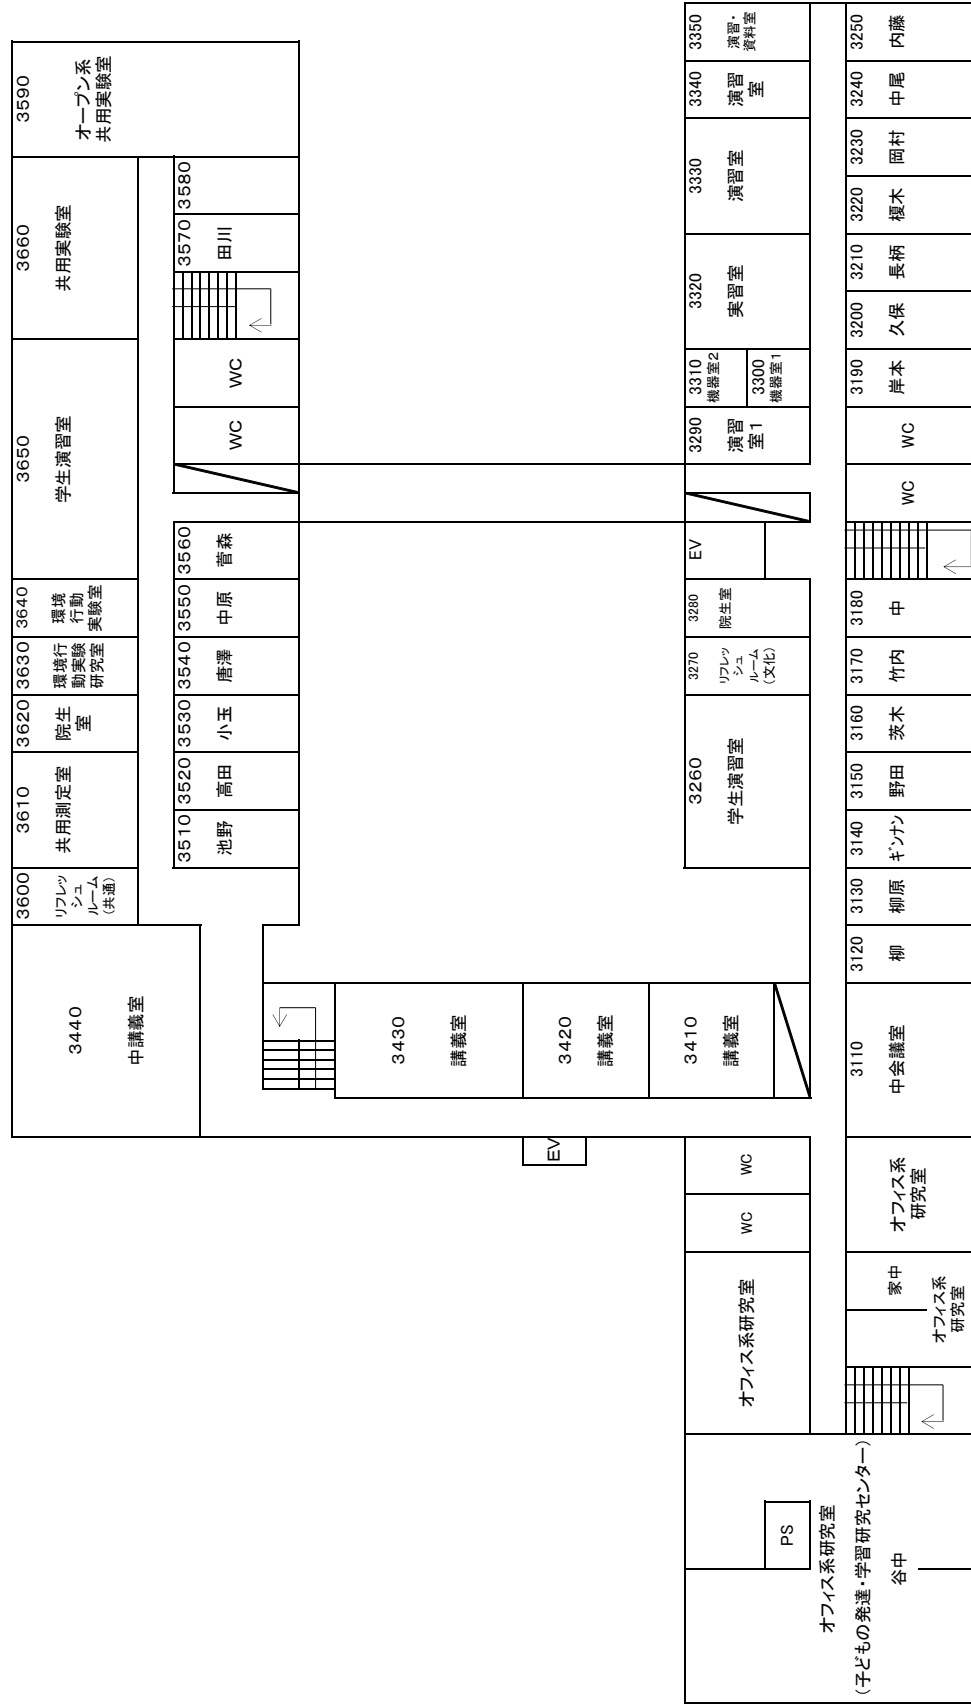 3590
オープン系
共用実験室
3660
共用実験室
3650
学生演習室
3640
環境
行動
実験室
3630
環境行
動実験
研究室
3620
院生
室
3610
共用測定室
3600
リフレッ
シュ
ルーム
(共通)
3580
3570
田川
WC
WC
3560
菅森
3550
中原
3540
唐澤
3530
小玉
3520
高田
3510
池野
3440
中講義室
3430
講義室
3420
講義室
3410
講義室
EV
3350
演習・
資料室
3340
演習
室
3330
演習室
3320
実習室
3310
機器室2
3300
機器室1
3290
演習
室1
EV
3280
院生室
3270
リフレッ
シュ
ルーム
(文化)
3260
学生演習室
WC
WC
オフィス系研究室
3250
内藤
3240
中尾
3230
岡村
3220
榎木
3210
長柄
3200
久保
3190
岸本
WC
WC
3180
中
3170
竹内
3160
茨木
3150
野田
3140
ギンナン
3130
柳原
3120
柳
3110
中会議室
オフィス系
研究室
家中
オフィス系
研究室
PS
オフィス系研究室
(子どもの発達・学習研究センター)
谷中